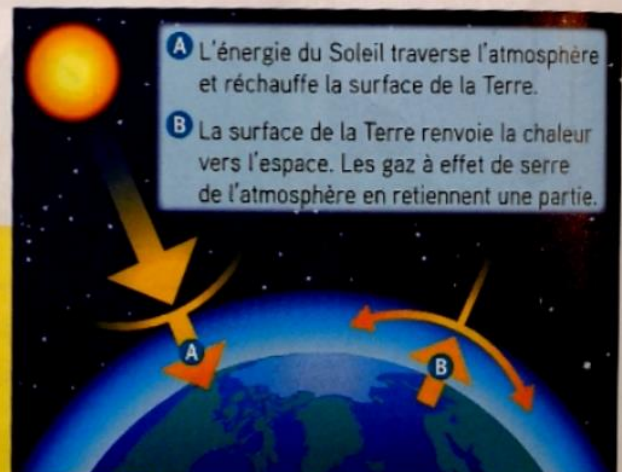 A L'énergie du Soleil traverse l'atmosphère
et réchauffe la surface de la Terre.
B La surface de la Terre renvoie la chaleur
vers l'espace. Les gaz à effet de serre
de l'atmosphère en retiennent une partie.
A
B